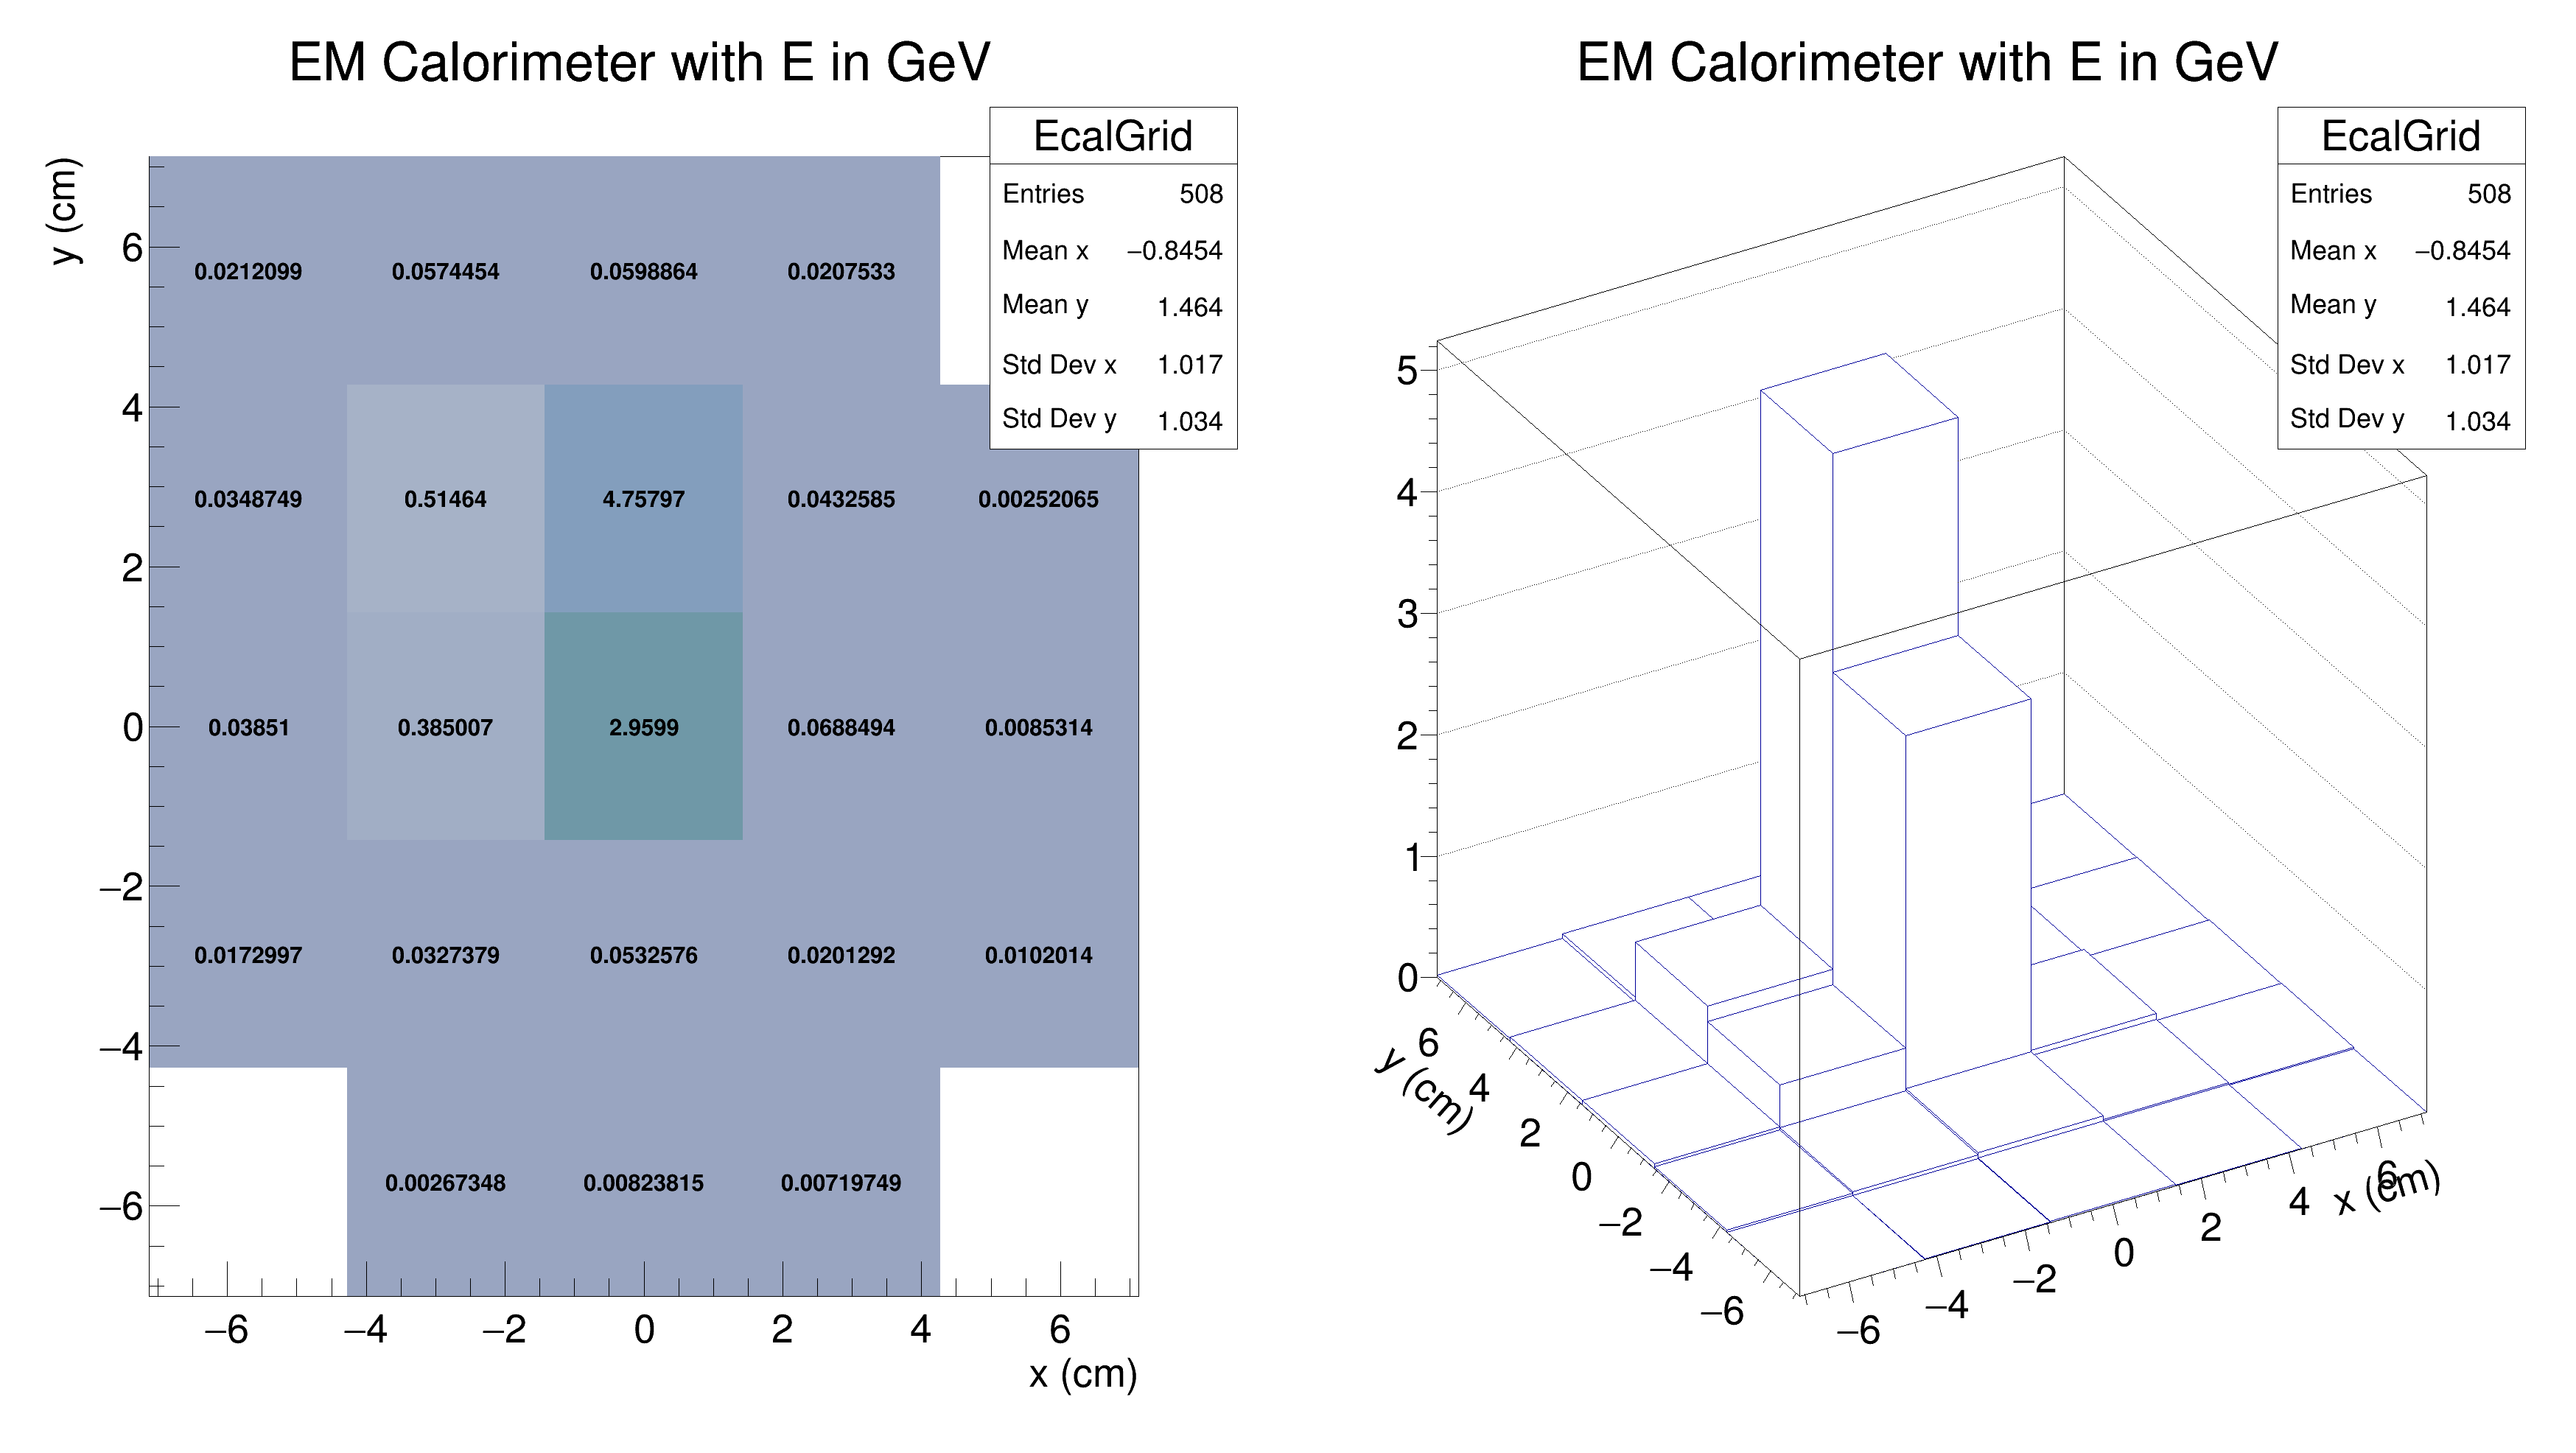 EM Calorimeter with E in GeV
EcalGrid
Entries 508
Mean x −0.8454
Mean y 1.464
Std Dev x 1.017
Std Dev y 1.034
y (cm)
6
4
2
0
−2
−4
−6
0.0212099 0.0574454 0.0598864 0.0207533
0.0348749 0.51464 4.75797 0.0432585 0.00252065
0.03851 0.385007 2.9599 0.0688494 0.0085314
0.0172997 0.0327379 0.0532576 0.0201292 0.0102014
0.00267348 0.00823815 0.00719749
−6 −4 −2 0 2 4 6
x (cm)
EM Calorimeter with E in GeV
EcalGrid
Entries 508
Mean x −0.8454
Mean y 1.464
Std Dev x 1.017
Std Dev y 1.034
5
4
3
2
1
0
y (cm)
6
4
2
0
−2
−4
−6
−6 −4 −2 0 2 4 6
x (cm)